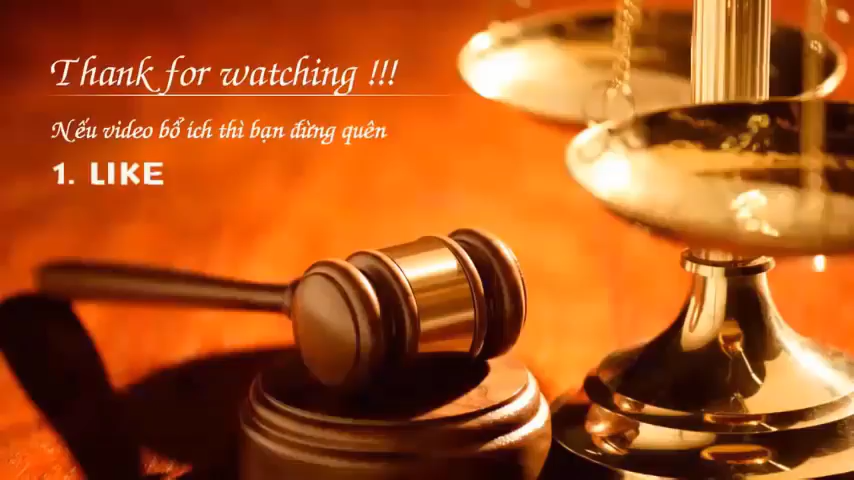 Thank for watching !!!
Nếu video bổ ích thì bạn đừng quên
1. LIKE